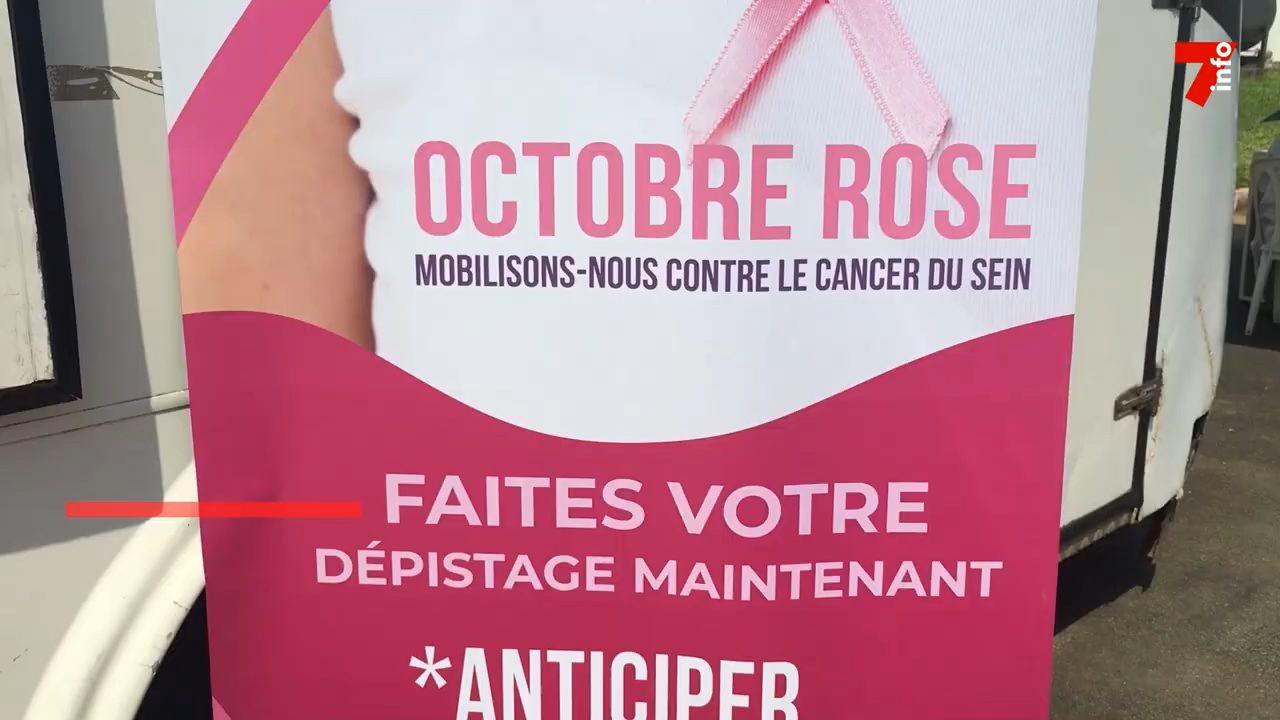 7info
OCTOBRE ROSE
MOBILISONS-NOUS CONTRE LE CANCER DU SEIN
FAITES VOTRE
DÉPISTAGE MAINTENANT
*ANTICIPER